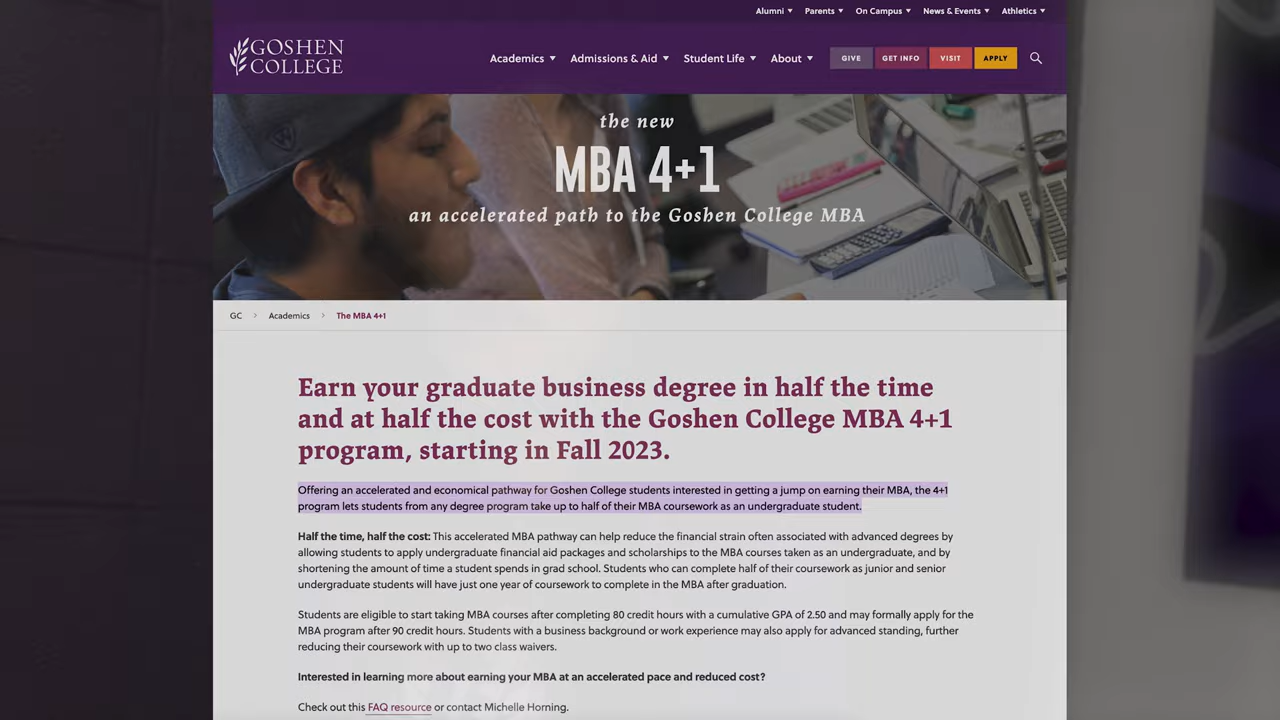 Alumni Parents On Campus News & Events Athletics
GOSHEN
COLLEGE
Academics Admissions & Aid Student Life About GIVE GET INFO VISIT APPLY
the new
MBA 4+1
an accelerated path to the Goshen College MBA
GC > Academics > The MBA 4+1
Earn your graduate business degree in half the time
and at half the cost with the Goshen College MBA 4+1
program, starting in Fall 2023.
Offering an accelerated and economical pathway for Goshen College students interested in getting a jump on earning their MBA, the 4+1
program lets students from any degree program take up to half of their MBA coursework as an undergraduate student.
Half the time, half the cost: This accelerated MBA pathway can help reduce the financial strain often associated with advanced degrees by
allowing students to apply undergraduate financial aid packages and scholarships to the MBA courses taken as an undergraduate, and by
shortening the amount of time a student spends in grad school. Students who can complete half of their coursework as junior and senior
undergraduate students will have just one year of coursework to complete in the MBA after graduation.
Students are eligible to start taking MBA courses after completing 80 credit hours with a cumulative GPA of 2.50 and may formally apply for the
MBA program after 90 credit hours. Students with a business background or work experience may also apply for advanced standing, further
reducing their coursework with up to two class waivers.
Interested in learning more about earning your MBA at an accelerated pace and reduced cost?
Check out this FAQ resource or contact Michelle Horning.